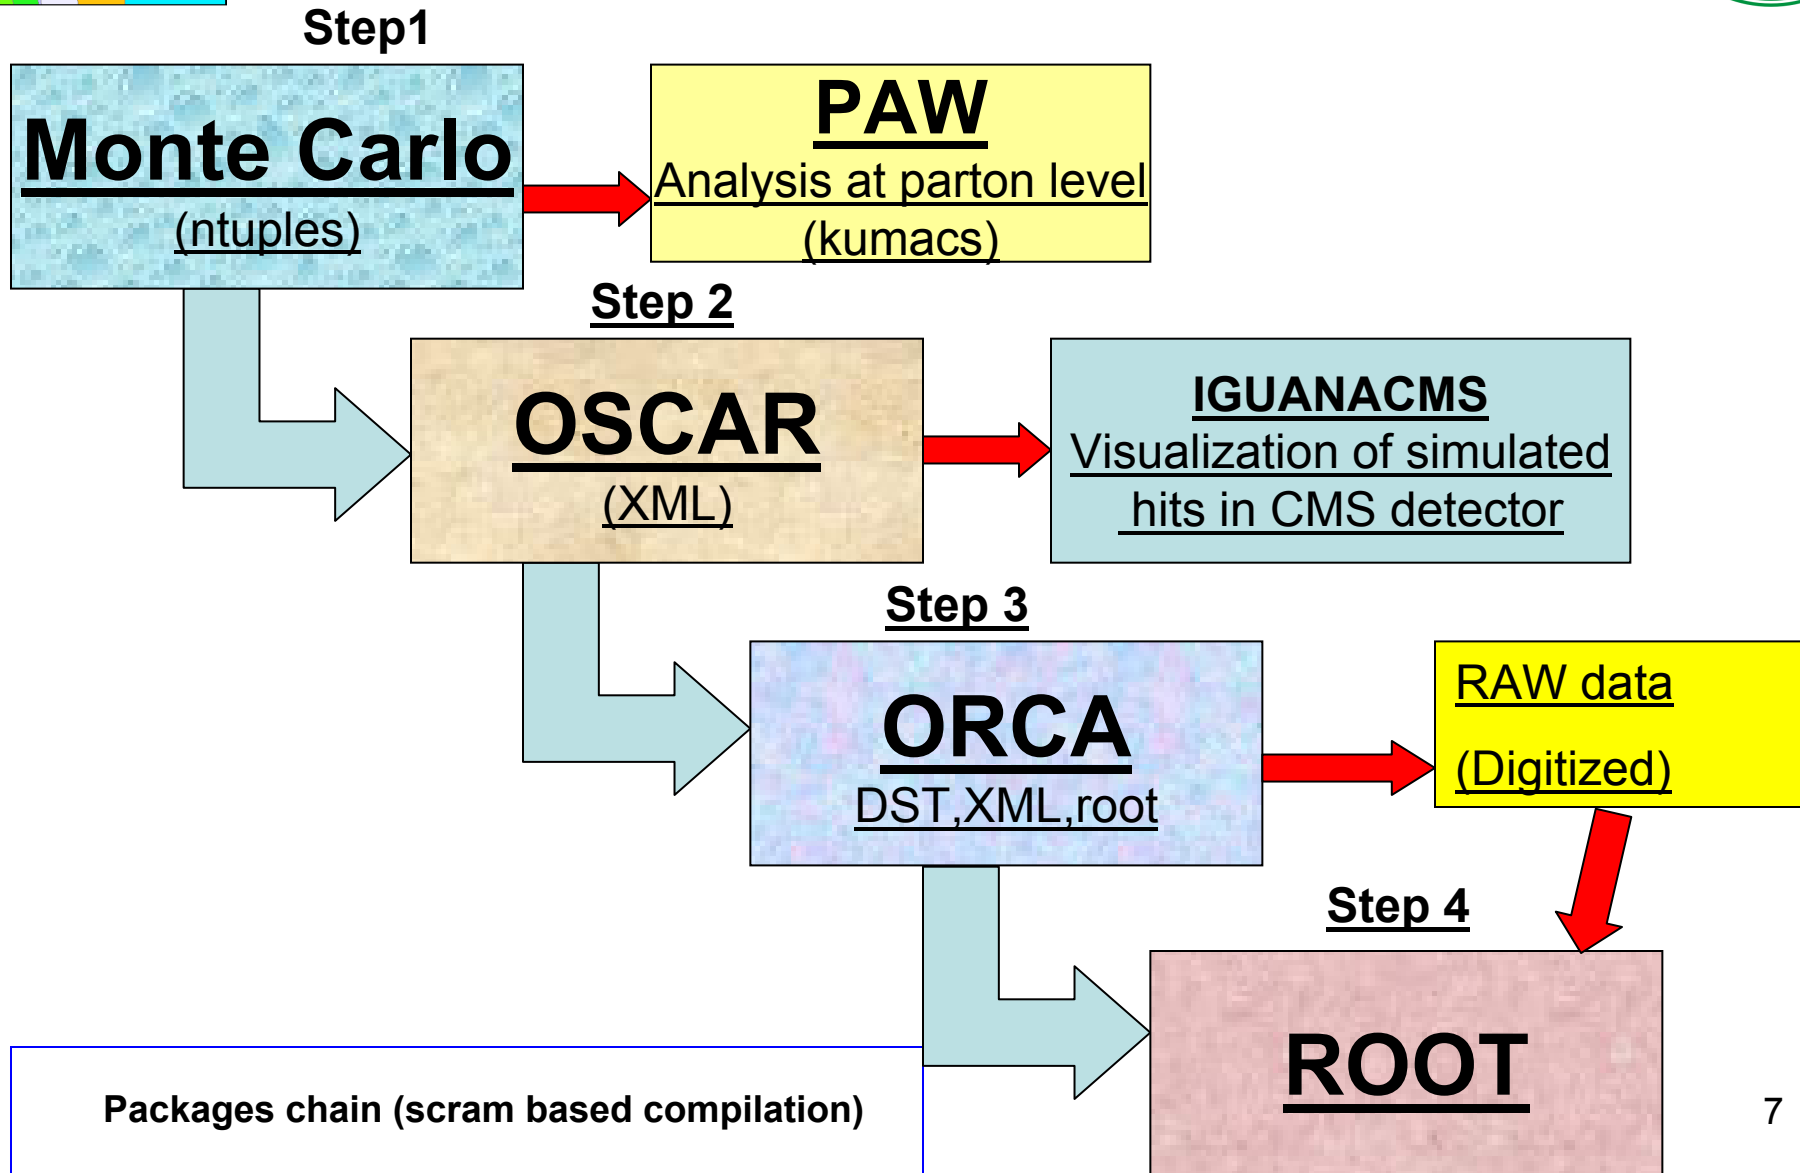 Step1
Monte Carlo
(ntuples)
PAW
Analysis at parton level
(kumacs)
Step 2
OSCAR
(XML)
IGUANACMS
Visualization of simulated
hits in CMS detector
Step 3
ORCA
DST,XML,root
RAW data
(Digitized)
Step 4
ROOT
Packages chain (scram based compilation)
7